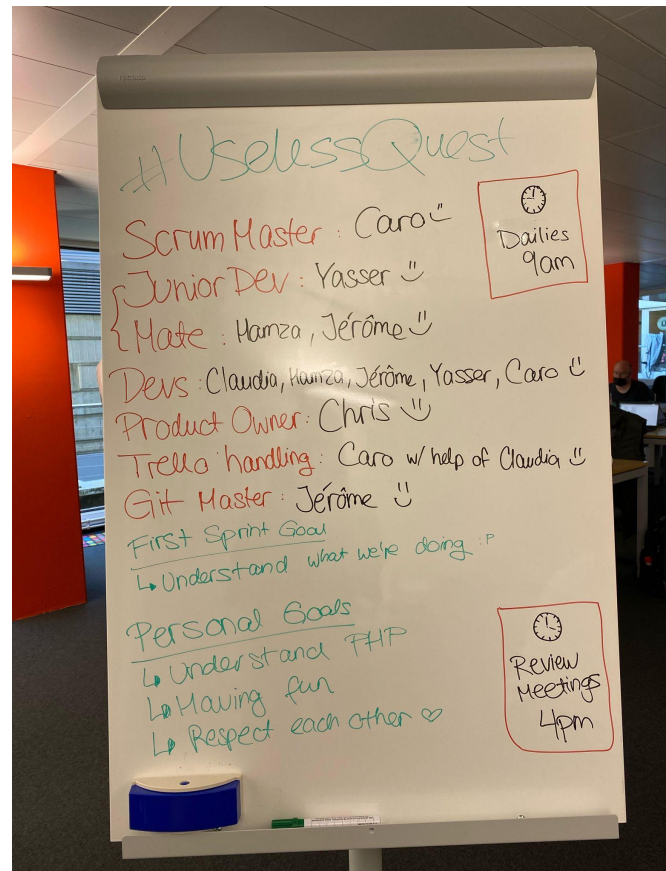 #UselessQuest
Scrum Master : Caro
Dailies
9am
Junior Dev : Yasser
Mate : Hamza, Jérôme
Devs : Claudia, Hamza, Jérôme, Yasser, Caro
Product Owner : Chris
Trello handling : Caro w/ help of Claudia
Git Master : Jérôme
First Sprint Goal
↳ Understand what we're doing :P
Personal Goals
↳ Understand PHP
↳ Having fun
↳ Respect each other ♡
Review
Meetings
4pm